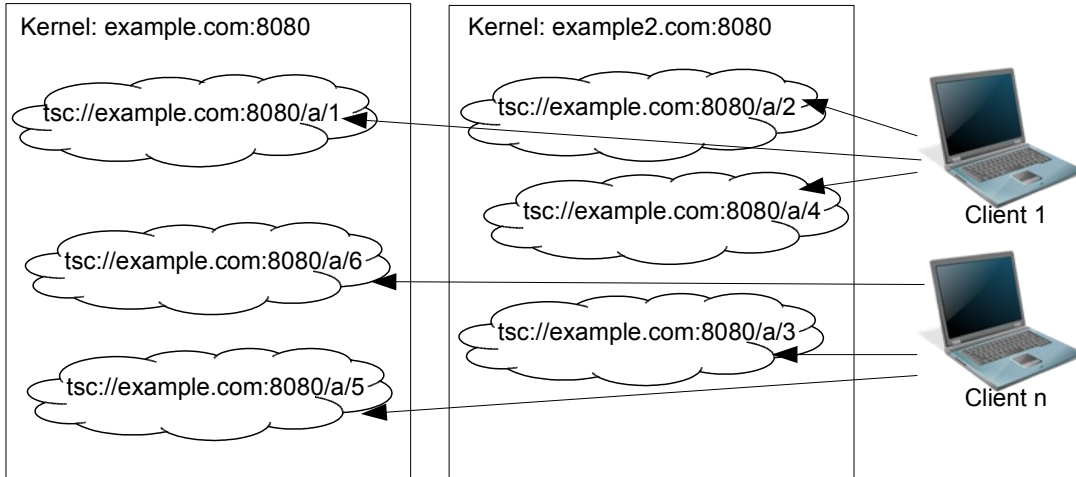 Kernel: example.com:8080
tsc://example.com:8080/a/1
tsc://example.com:8080/a/6
tsc://example.com:8080/a/5
Kernel: example2.com:8080
tsc://example.com:8080/a/2
tsc://example.com:8080/a/4
tsc://example.com:8080/a/3
Client 1
Client n